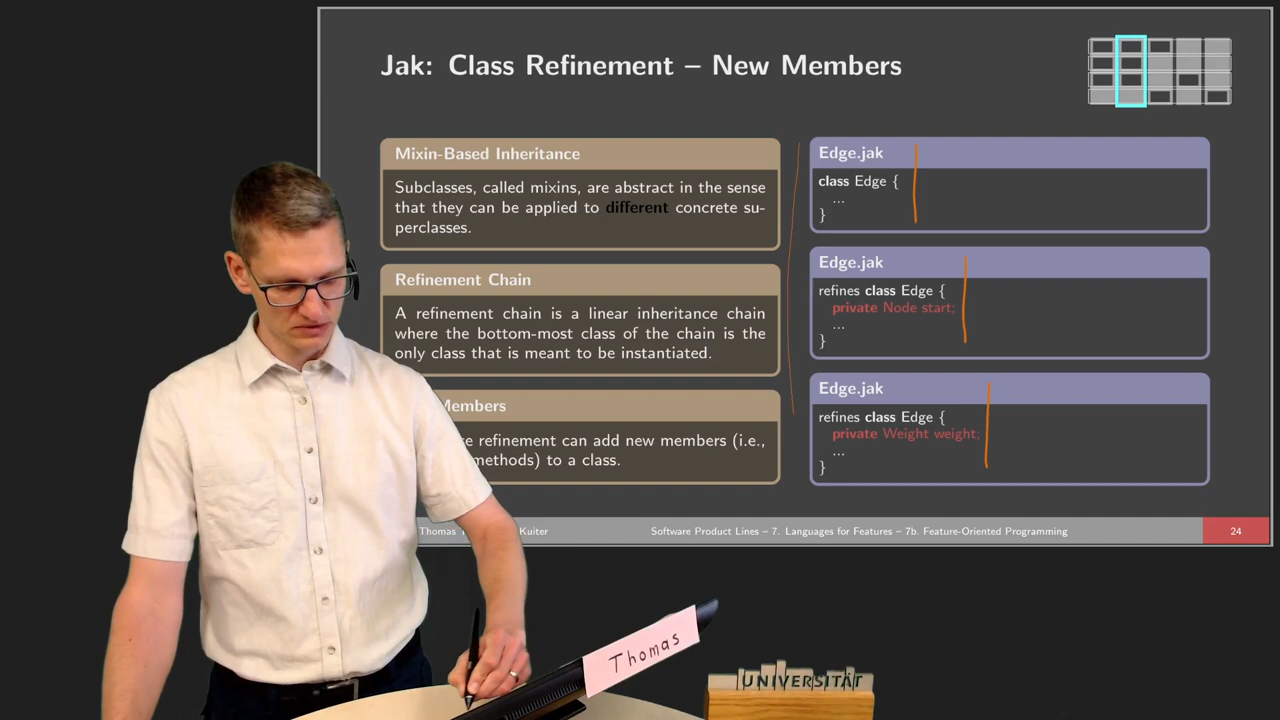 Jak: Class Refinement – New Members
Mixin-Based Inheritance
Subclasses, called mixins, are abstract in the sense
that they can be applied to different concrete su-
perclasses.
Refinement Chain
A refinement chain is a linear inheritance chain
where the bottom-most class of the chain is the
only class that is meant to be instantiated.
Members
refinement can add new members (i.e.,
methods) to a class.
Edge.jak
class Edge {
...
}
Edge.jak
refines class Edge {
private Node start;
...
}
Edge.jak
refines class Edge {
private Weight weight;
...
}
Thomas
Kuiter
Software Product Lines – 7. Languages for Features – 7b. Feature-Oriented Programming
24
Thomas
UNIVERSITÄT